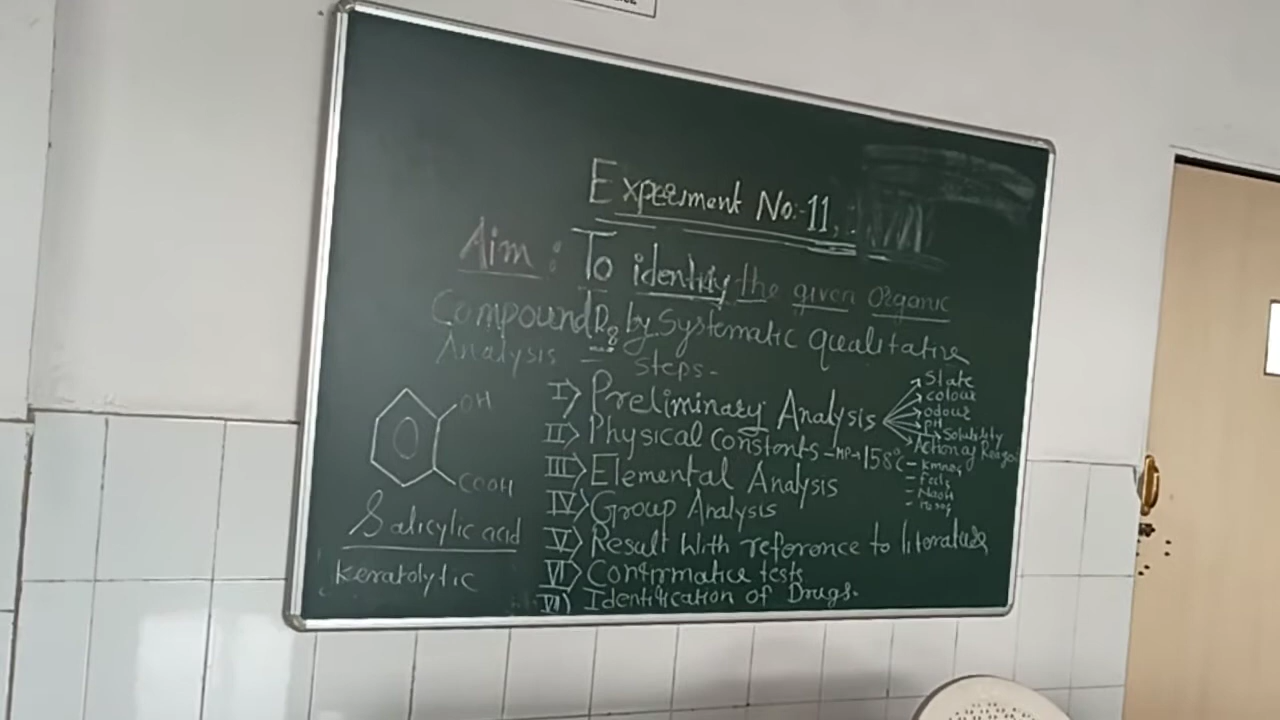 Experiment No:- 11
Aim : To identify the given Organic
Compound D8 by Systematic qualitative
Analysis = Steps-
I) Preliminary Analysis
State
colour
odour
pH
Solubility
Action of Reagent
- KMnO4
- FeCl3
- NaOH
II) Physical Constants - MP → 158°C
III) Elemental Analysis
IV) Group Analysis
V) Result With reference to literature
VI) Confirmative tests
VII) Identification of Drugs.
OH
COOH
Salicylic acid
Keratolytic